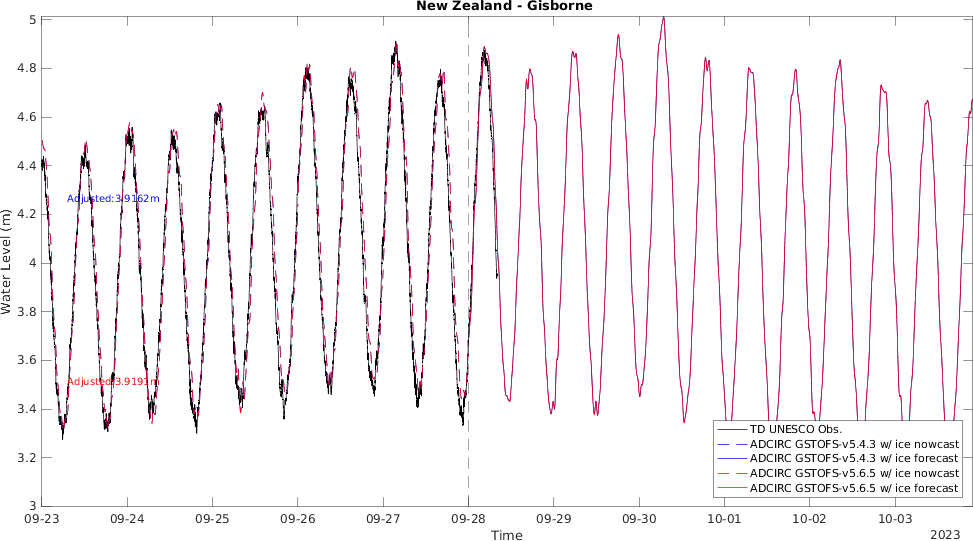 New Zealand - Gisborne
5
4.8
4.6
4.4
4.2
4
3.8
3.6
3.4
3.2
3
Water Level (m)
Adjusted:3.9162m
Adjusted:3.9191m
TD UNESCO Obs.
ADCIRC GSTOFS-v5.4.3 w/ ice nowcast
ADCIRC GSTOFS-v5.4.3 w/ ice forecast
ADCIRC GSTOFS-v5.6.5 w/ ice nowcast
ADCIRC GSTOFS-v5.6.5 w/ ice forecast
09-23 09-24 09-25 09-26 09-27 09-28 09-29 09-30 10-01 10-02 10-03
Time
2023